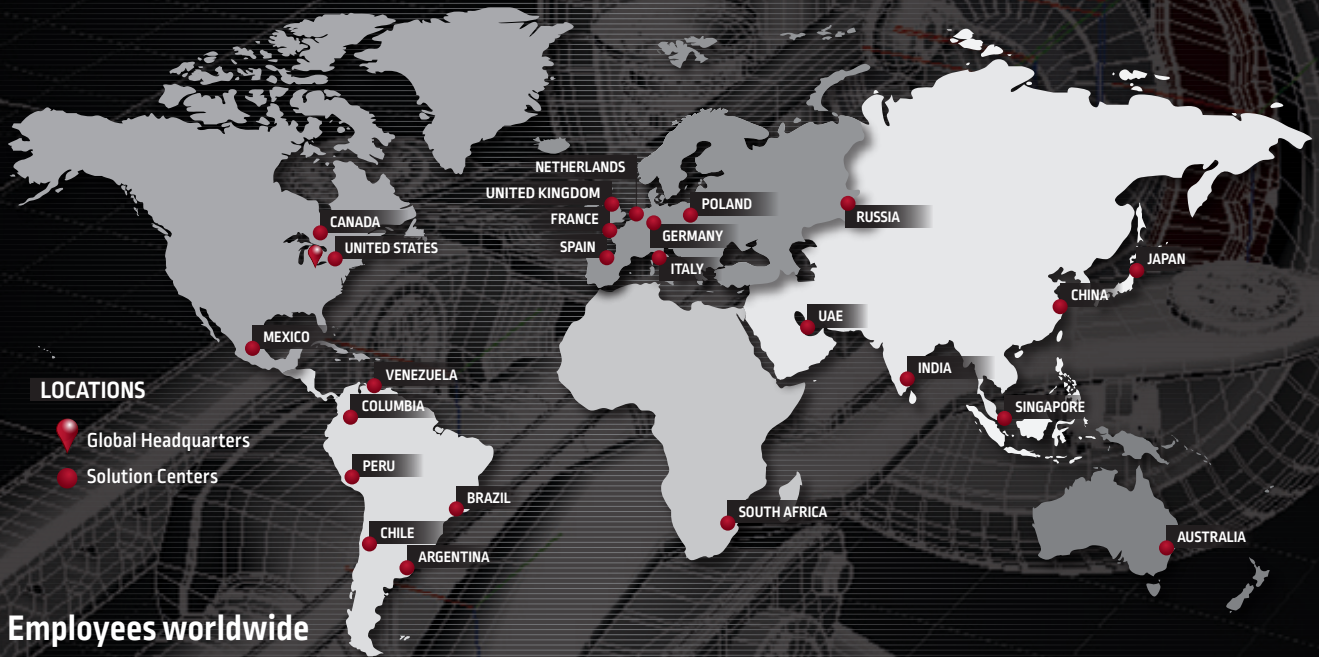 NETHERLANDS
UNITED KINGDOM
POLAND
FRANCE
RUSSIA
CANADA
GERMANY
UNITED STATES
SPAIN
ITALY
JAPAN
CHINA
UAE
MEXICO
INDIA
VENEZUELA
LOCATIONS
COLUMBIA
SINGAPORE
Global Headquarters
PERU
Solution Centers
BRAZIL
SOUTH AFRICA
CHILE
AUSTRALIA
ARGENTINA
Employees worldwide